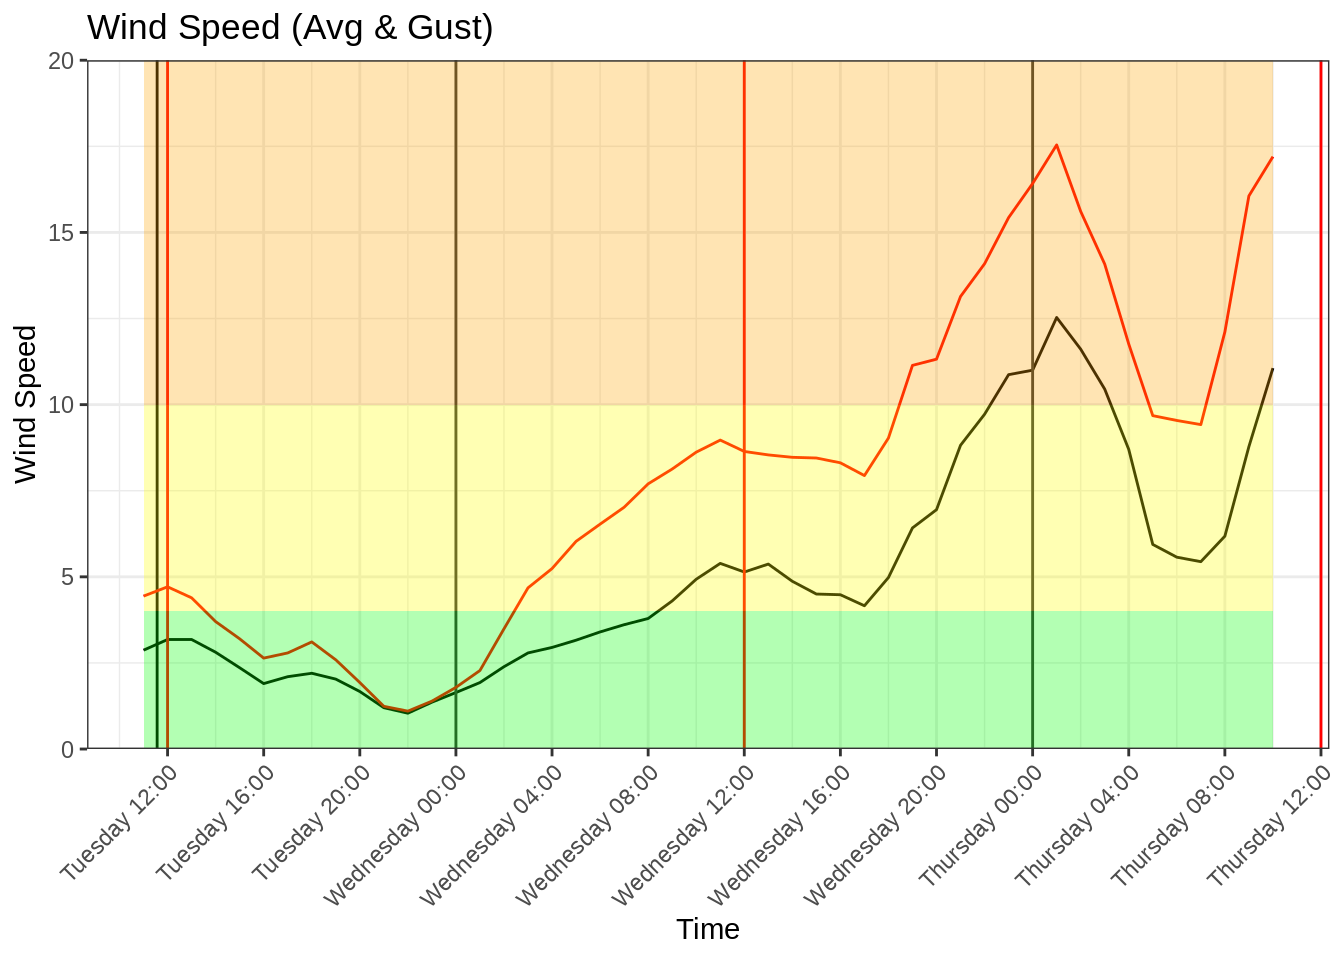 Wind Speed (Avg & Gust)
20
15
10
5
0
Wind Speed
Tuesday 12:00
Tuesday 16:00
Tuesday 20:00
Wednesday 00:00
Wednesday 04:00
Wednesday 08:00
Wednesday 12:00
Wednesday 16:00
Wednesday 20:00
Thursday 00:00
Thursday 04:00
Thursday 08:00
Thursday 12:00
Time